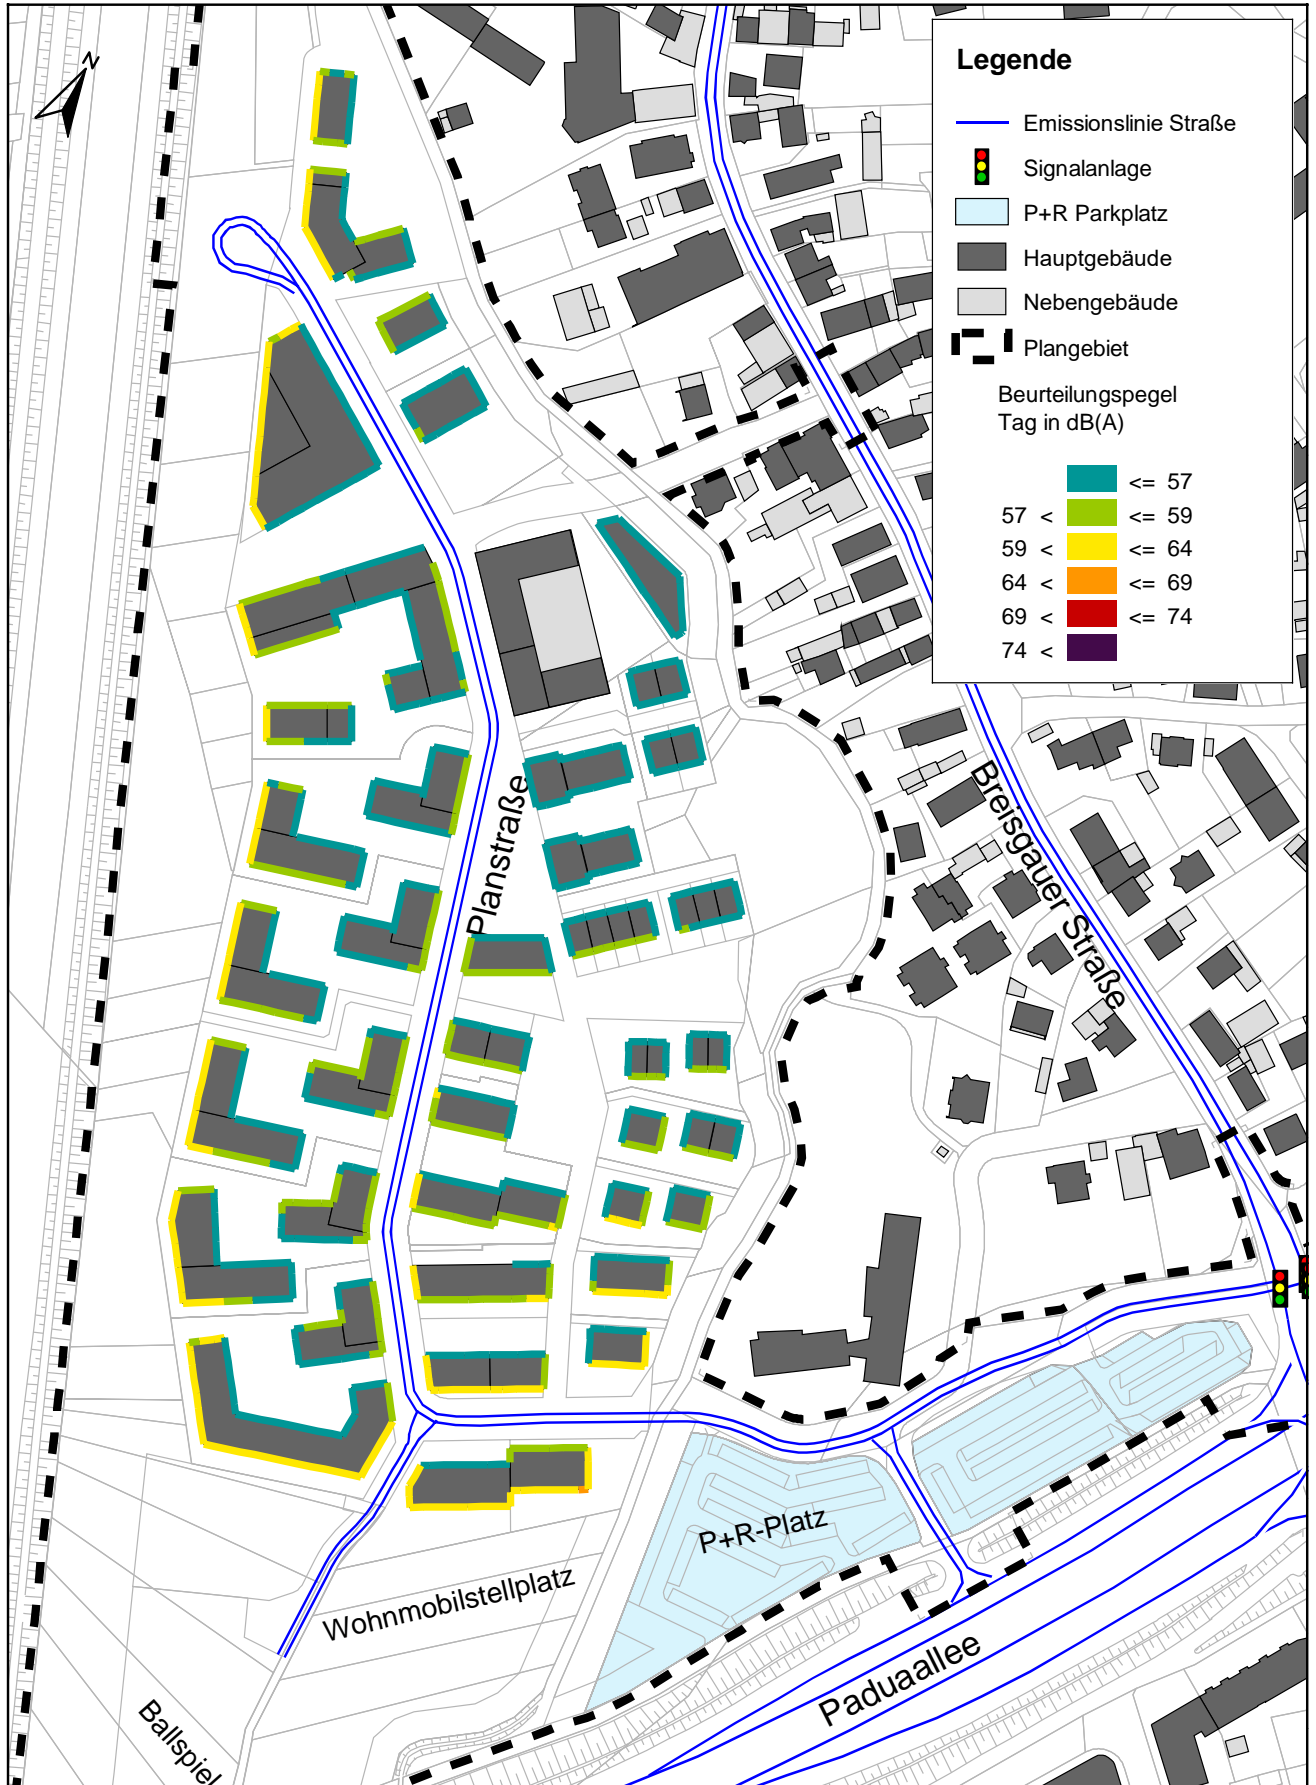 N
Legende
Emissionslinie Straße
Signalanlage
P+R Parkplatz
Hauptgebäude
Nebengebäude
Plangebiet
Beurteilungspegel
Tag in dB(A)
<= 57
57 < <= 59
59 < <= 64
64 < <= 69
69 < <= 74
74 <
Planstraße
Breisgauer Straße
P+R-Platz
Wohnmobilstellplatz
Paduaallee
Ballspiel